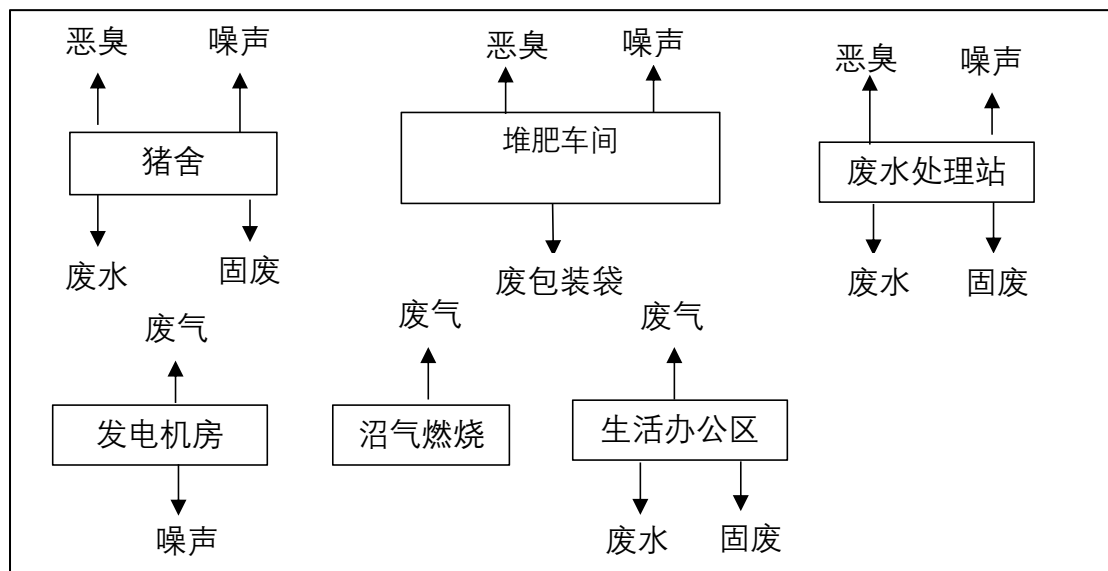 恶臭 噪声 恶臭 噪声 恶臭 噪声
猪舍 堆肥车间 废水处理站
废水 固废 废包装袋 废水 固废
废气 废气 废气
发电机房 沼气燃烧 生活办公区
噪声 废水 固废